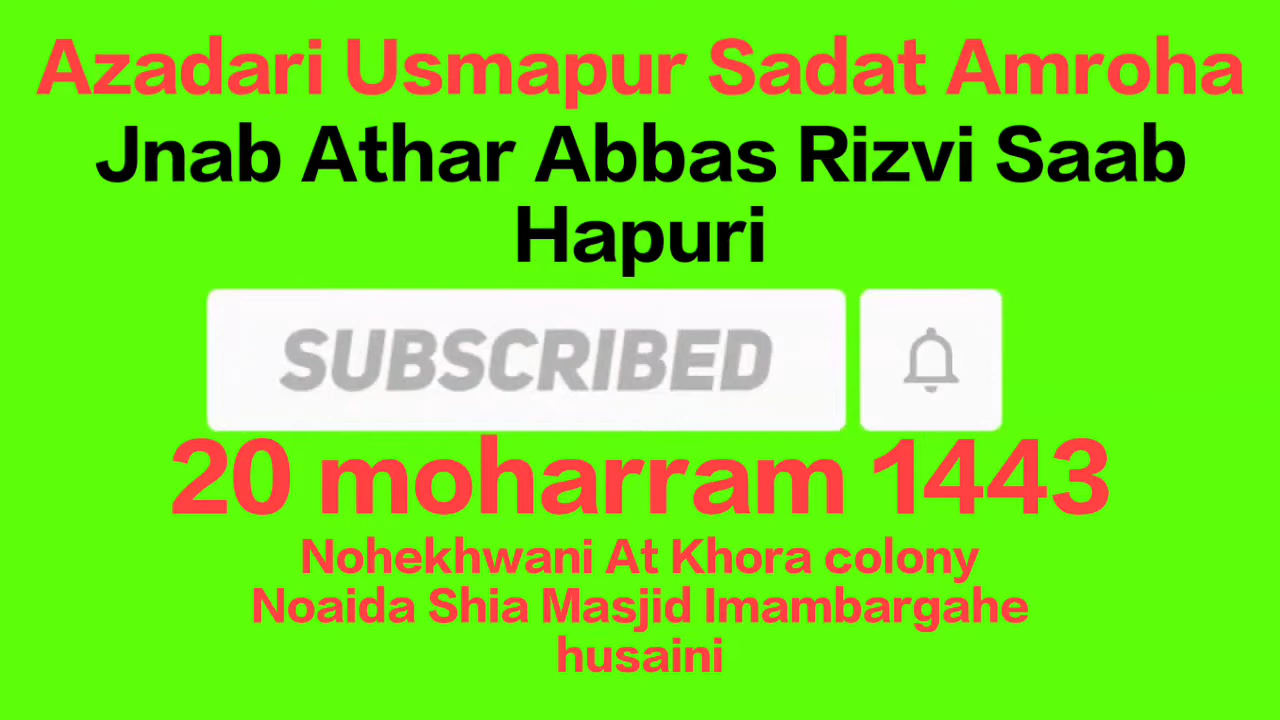 Azadari Usmapur Sadat Amroha
Jnab Athar Abbas Rizvi Saab
Hapuri
SUBSCRIBED
20 moharram 1443
Nohekhwani At Khora colony
Noaida Shia Masjid Imambargahe
husaini